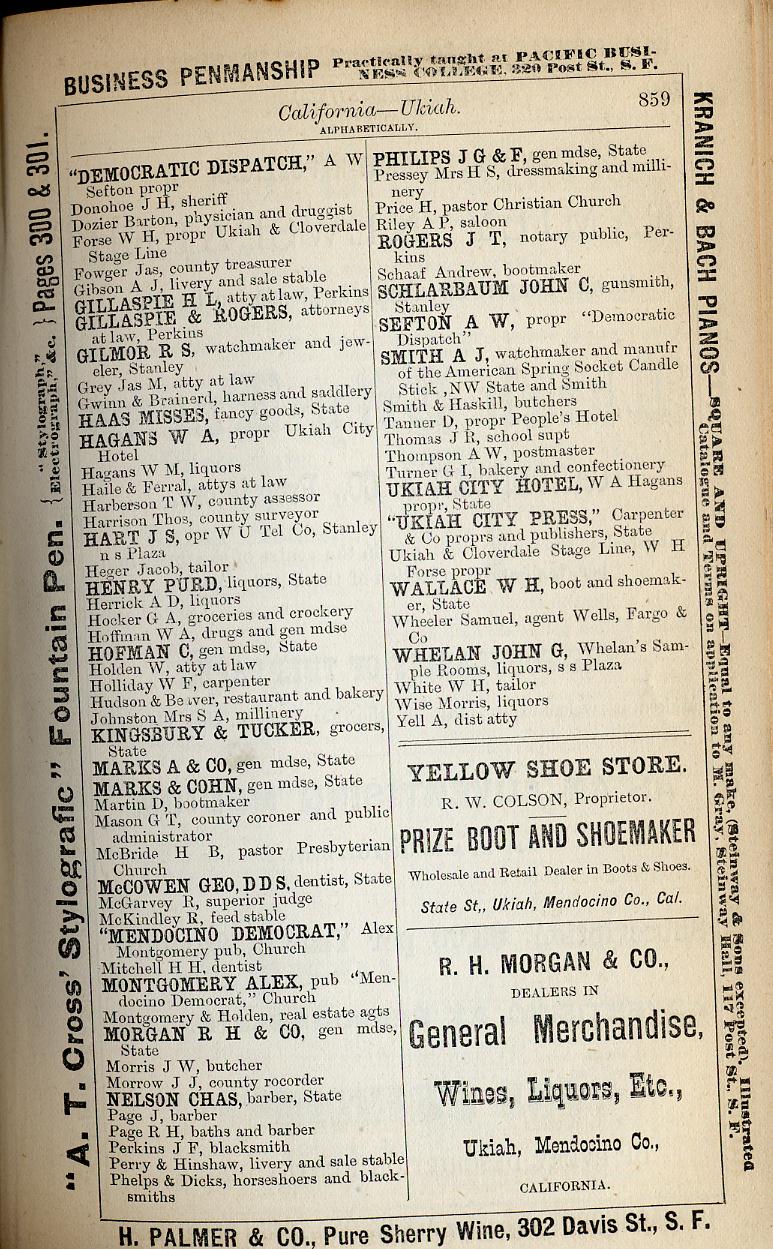 BUSINESS PENMANSHIP Practically taught at PACIFIC BUSI-
NESS COLLEGE, 320 Post St., S. F.
California—Ukiah.
859
ALPHABETICALLY.
"DEMOCRATIC DISPATCH," A W
Sefton propr
Donohoe J H, sheriff
Dozier Barton, physician and druggist
Forse W H, propr Ukiah & Cloverdale
Stage Line
Fowger Jas, county treasurer
Gibson A J, livery and sale stable
GILLASPIE H L, atty at law, Perkins
GILLASPIE & ROGERS, attorneys
at law, Perkins
GILMOR R S, watchmaker and jew-
eler, Stanley
Grey Jas M, atty at law
Gwinn & Brainerd, harness and saddlery
HAAS MISSES, fancy goods, State
HAGANS W A, propr Ukiah City
Hotel
Hagans W M, liquors
Haile & Ferral, attys at law
Harberson T W, county assessor
Harrison Thos, county surveyor
HART J S, opr W U Tel Co, Stanley
n s Plaza
Heger Jacob, tailor
HENRY PURD, liquors, State
Herrick A D, liquors
Hocker G A, groceries and crockery
Hoffman W A, drugs and gen mdse
HOFMAN C, gen mdse, State
Holden W, atty at law
Holliday W F, carpenter
Hudson & Beaver, restaurant and bakery
Johnston Mrs S A, millinery
KINGSBURY & TUCKER, grocers,
State
MARKS A & CO, gen mdse, State
MARKS & COHN, gen mdse, State
Martin D, bootmaker
Mason G T, county coroner and public
administrator
McBride H B, pastor Presbyterian
Church
McCOWEN GEO, D D S, dentist, State
McGarvey R, superior judge
McKindley R, feed stable
"MENDOCINO DEMOCRAT," Alex
Montgomery pub, Church
Mitchell H H, dentist
MONTGOMERY ALEX, pub "Men-
docino Democrat," Church
Montgomery & Holden, real estate agts
MORGAN R H & CO, gen mdse,
State
Morris J W, butcher
Morrow J J, county rocorder
NELSON CHAS, barber, State
Page J, barber
Page R H, baths and barber
Perkins J F, blacksmith
Perry & Hinshaw, livery and sale stable
Phelps & Dicks, horseshoers and black-
smiths
PHILIPS J G & F, gen mdse, State
Pressey Mrs H S, dressmaking and milli-
nery
Price H, pastor Christian Church
Riley A P, saloon
ROGERS J T, notary public, Per-
kins
Schaaf Andrew, bootmaker
SCHLARBAUM JOHN C, gunsmith,
Stanley
SEFTON A W, propr "Democratic
Dispatch"
SMITH A J, watchmaker and manufr
of the American Spring Socket Candle
Stick ,NW State and Smith
Smith & Haskill, butchers
Tanner D, propr People's Hotel
Thomas J R, school supt
Thompson A W, postmaster
Turner G I, bakery and confectionery
UKIAH CITY HOTEL, W A Hagans
propr, State
"UKIAH CITY PRESS," Carpenter
& Co proprs and publishers, State
Ukiah & Cloverdale Stage Line, W H
Forse propr
WALLACE W H, boot and shoemak-
er, State
Wheeler Samuel, agent Wells, Fargo &
Co
WHELAN JOHN G, Whelan's Sam-
ple Rooms, liquors, s s Plaza
White W H, tailor
Wise Morris, liquors
Yell A, dist atty
YELLOW SHOE STORE.
R. W. COLSON, Proprietor.
PRIZE BOOT AND SHOEMAKER
Wholesale and Retail Dealer in Boots & Shoes.
State St,, Ukiah, Mendocino Co., Cal.
R. H. MORGAN & CO.,
DEALERS IN
General Merchandise,
Wines, Liquors, Etc.,
Ukiah, Mendocino Co.,
CALIFORNIA.
"A. T. Cross' Stylografic" Fountain Pen. { "Stylograph," Electrograph," &c. } Pages 300 & 301.
KRANICH & BACH PIANOS—SQUARE AND UPRIGHT—Equal to any make, (Steinway & Sons excepted). Illustrated
Catalogue and Terms on application to M. Gray, Steinway Hall, 117 Post St., S. F.
H. PALMER & CO., Pure Sherry Wine, 302 Davis St., S. F.